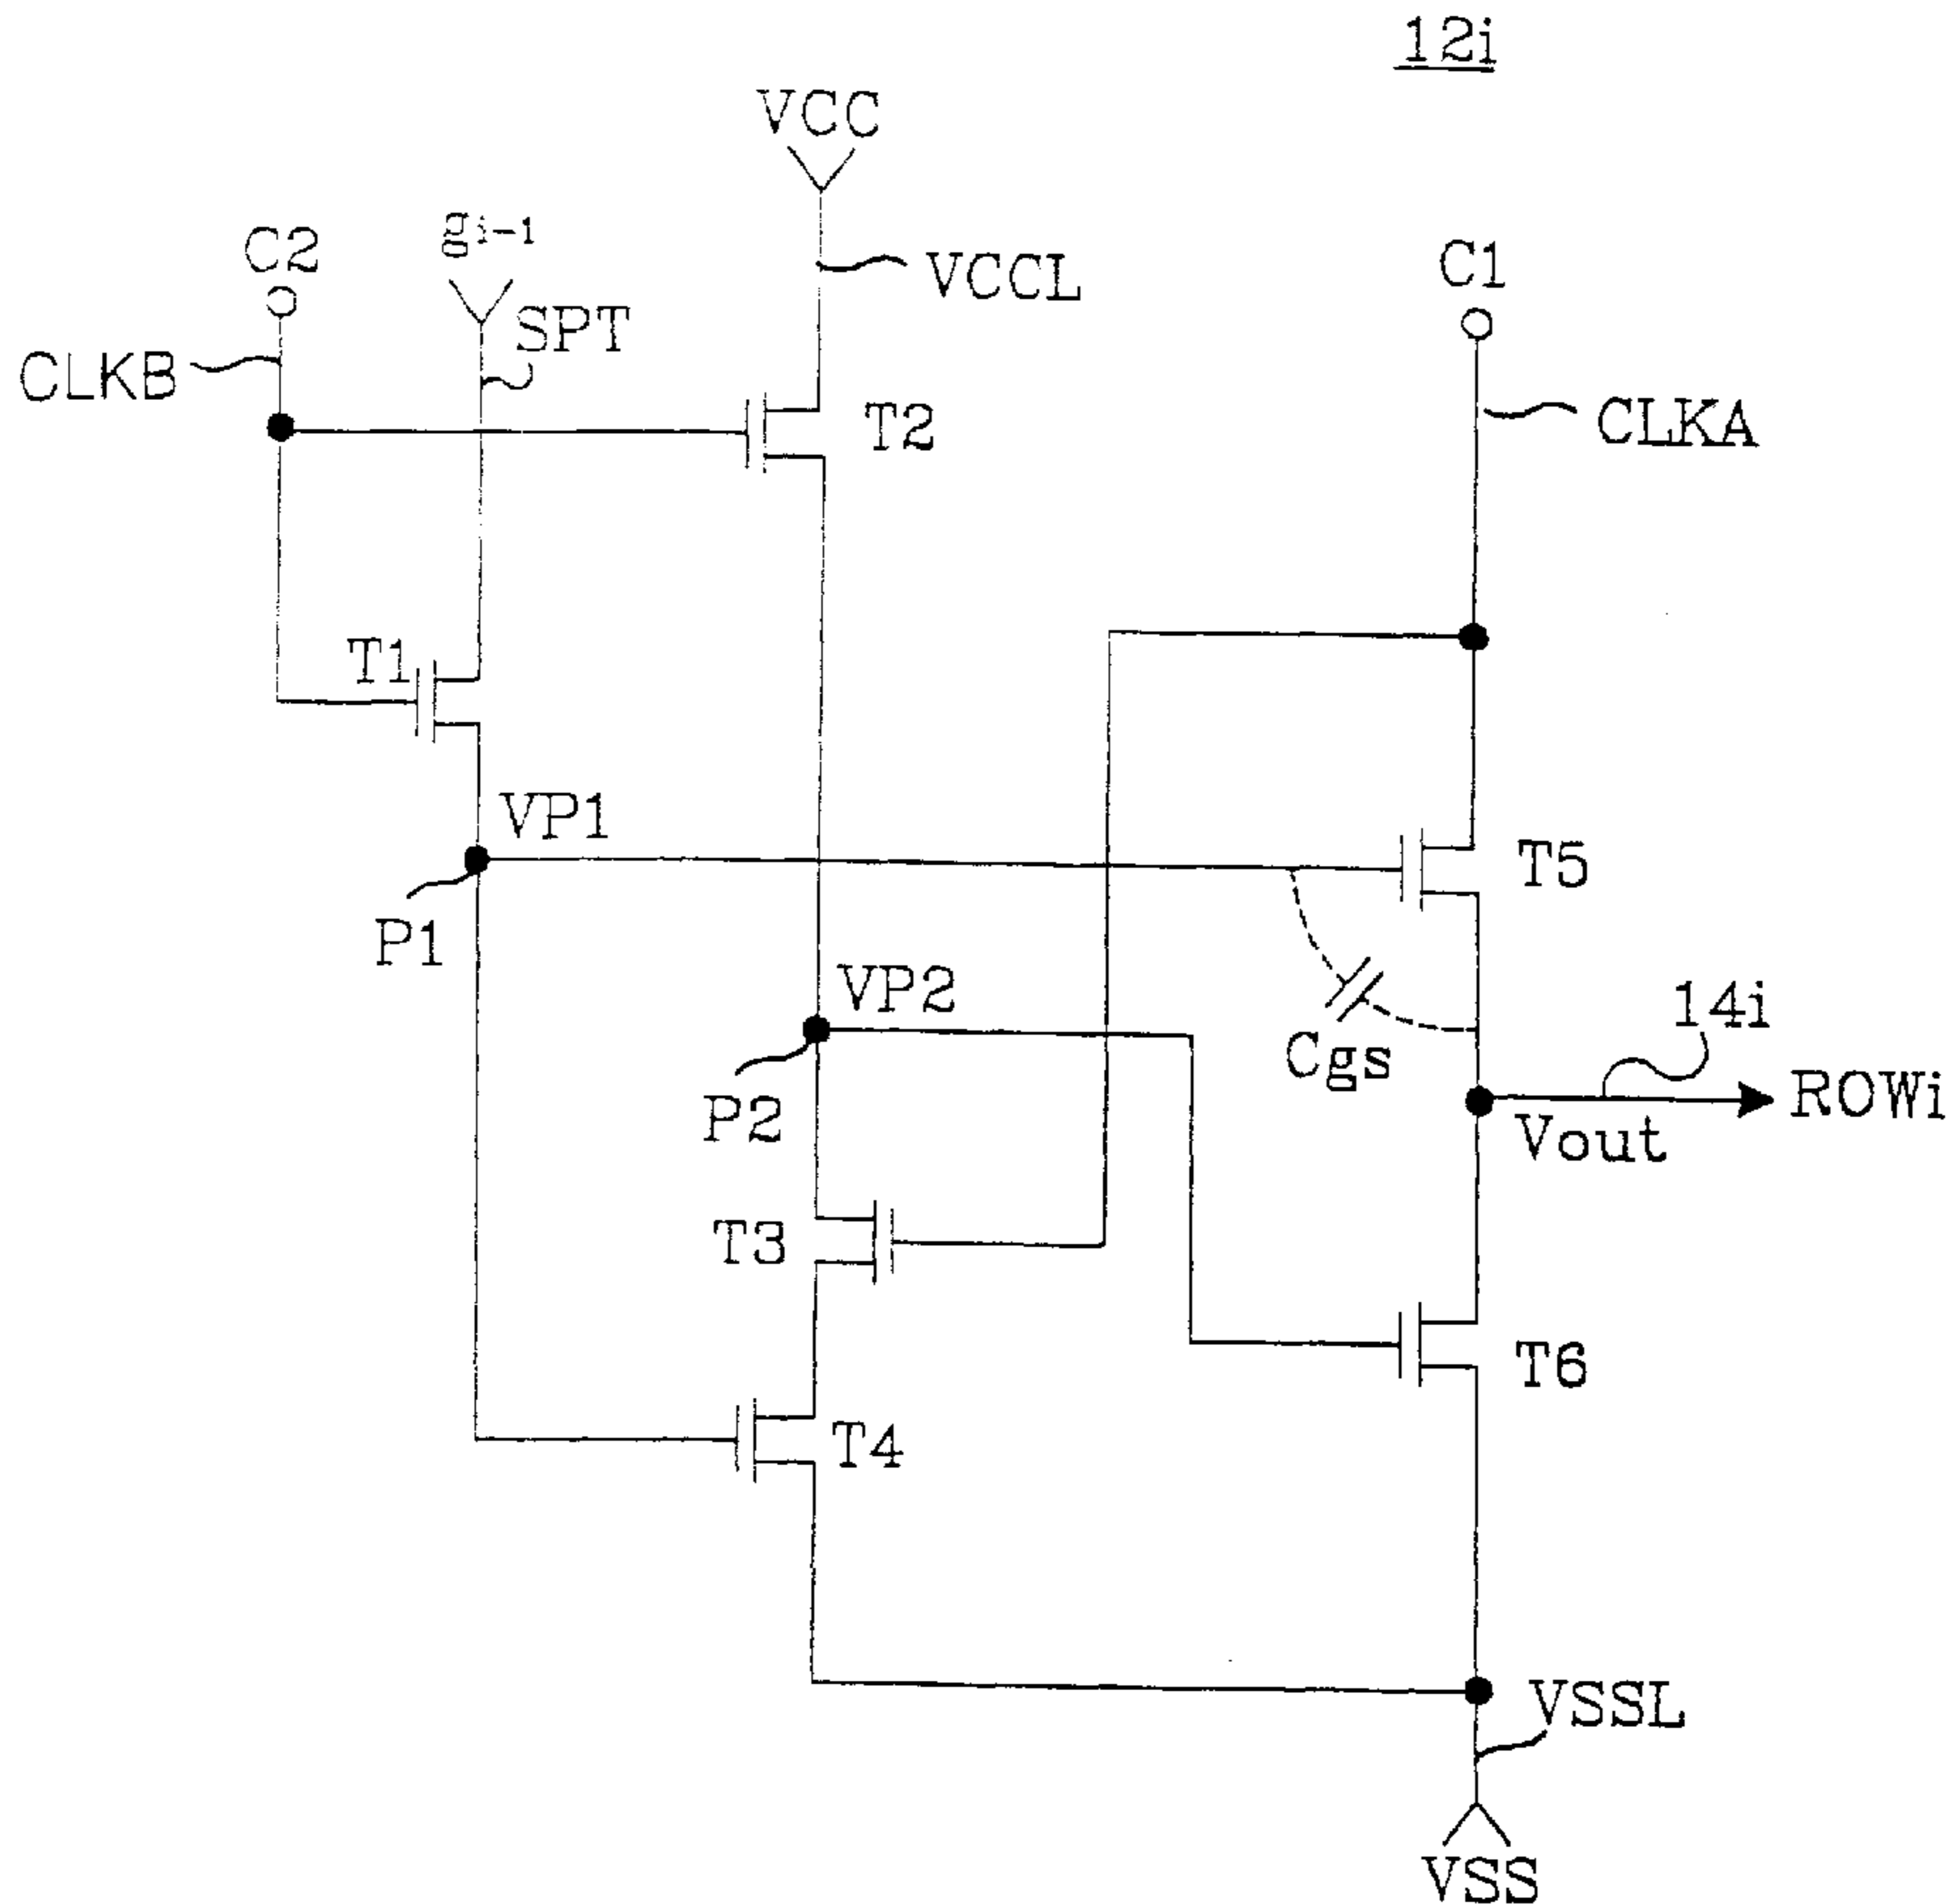 12i
VCC
gi-1
C2
VCCL
C1
SPT
CLKB
T2
CLKA
T1
VP1
T5
P1
VP2
14i
Cgs
ROWi
P2
Vout
T3
T6
T4
VSSL
VSS